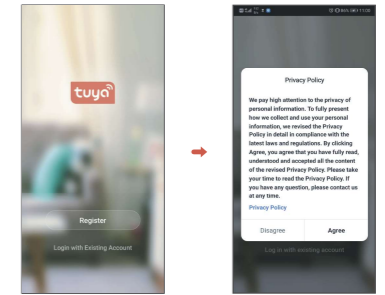 tuya
Register
Login with Existing Account
11:06
Privacy Policy
We pay high attention to the privacy of
personal information. To fully present
how we collect and use your personal
information, we revised the Privacy
Policy in detail in compliance with the
latest laws and regulations. By clicking
Agree, you agree that you have fully read,
understood and accepted all the content
of the revised Privacy Policy. Please take
your time to read the Privacy Policy. If
you have any question, please contact us
at any time.
Privacy Policy
Disagree Agree
Log in with existing account